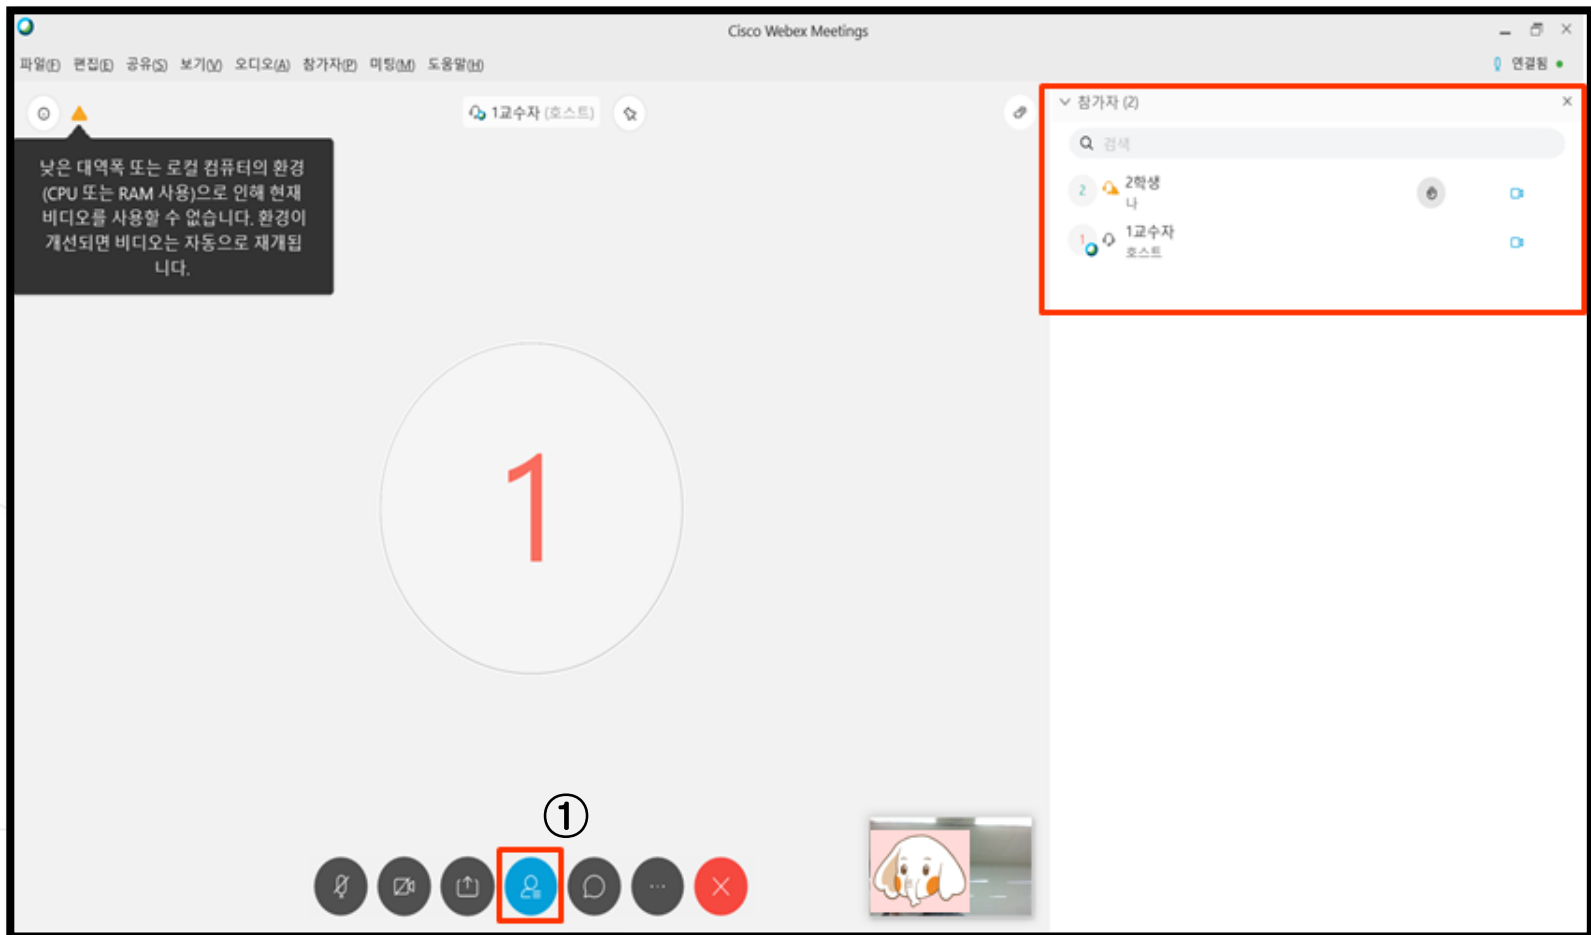 Cisco Webex Meetings
파일(F) 편집(E) 공유(S) 보기(V) 오디오(A) 참가자(P) 미팅(M) 도움말(H)
연결됨
1교수자 (호스트)
낮은 대역폭 또는 로컬 컴퓨터의 환경
(CPU 또는 RAM 사용)으로 인해 현재
비디오를 사용할 수 없습니다. 환경이
개선되면 비디오는 자동으로 재개됩
니다.
참가자 (2)
검색
2 2학생
나
1 1교수자
호스트
1
①